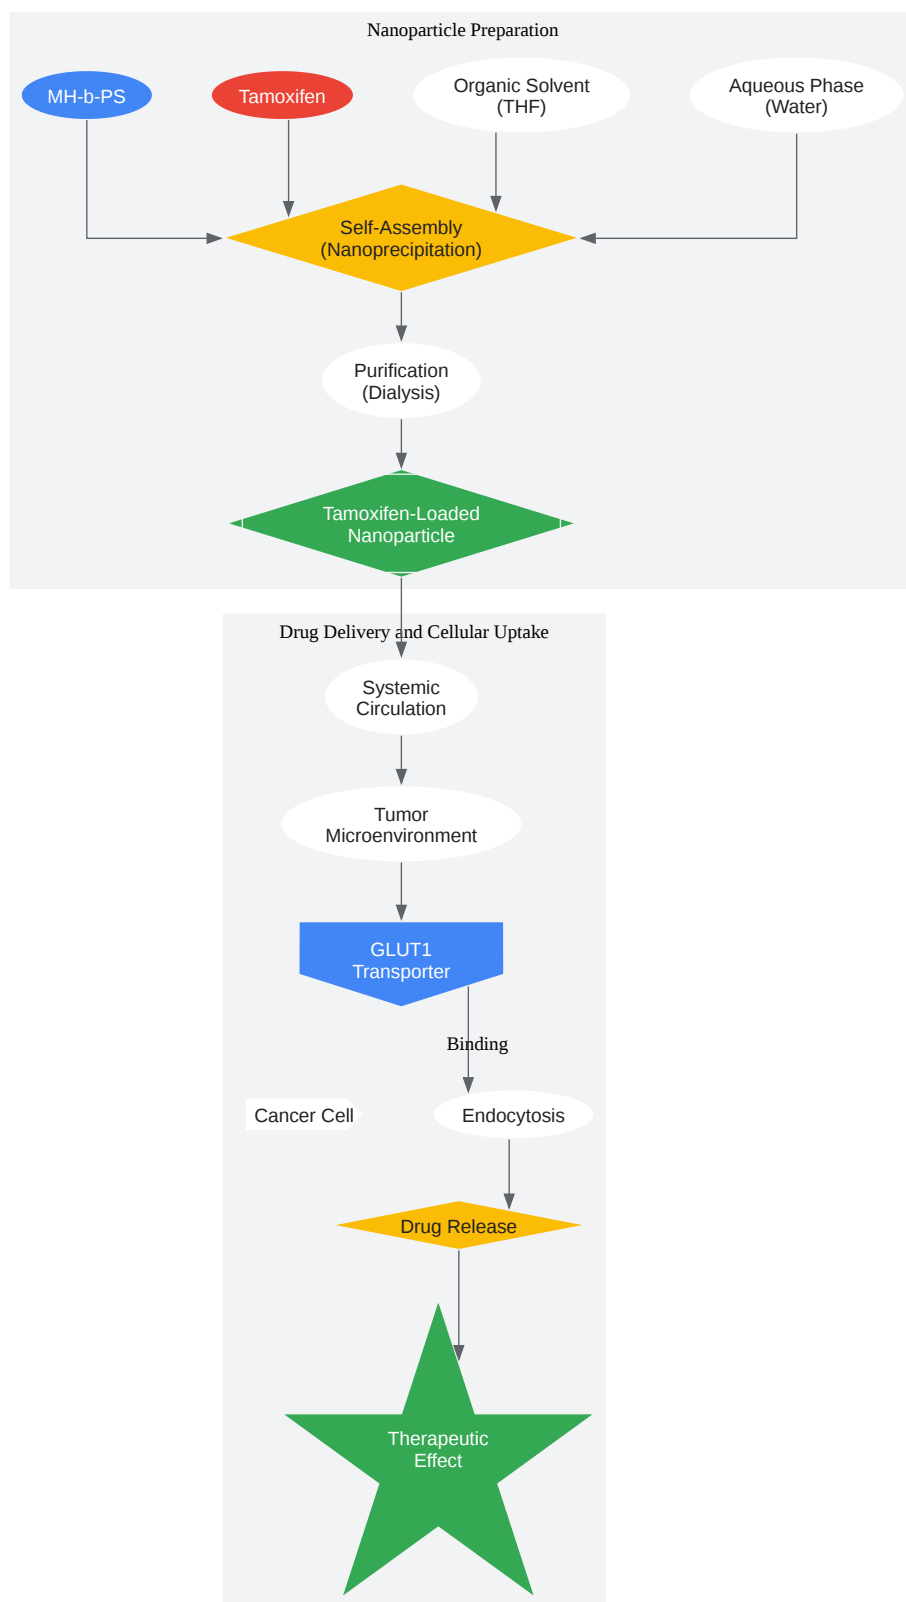 Nanoparticle Preparation
MH-b-PS
Tamoxifen
Organic Solvent
(THF)
Aqueous Phase
(Water)
Self-Assembly
(Nanoprecipitation)
Purification
(Dialysis)
Tamoxifen-Loaded
Nanoparticle
Drug Delivery and Cellular Uptake
Systemic
Circulation
Tumor
Microenvironment
GLUT1
Transporter
Binding
Cancer Cell
Endocytosis
Drug Release
Therapeutic
Effect